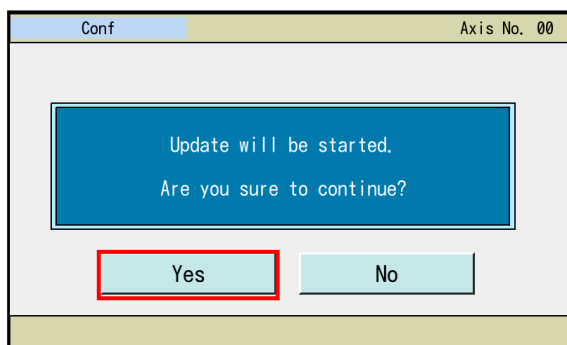 Conf Axis No. 00
Update will be started.
Are you sure to continue?
Yes No